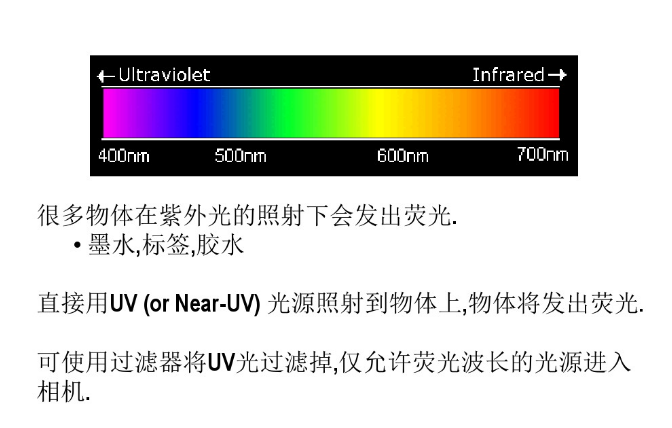 ←Ultraviolet Infrared→
400nm 500nm 600nm 700nm
很多物体在紫外光的照射下会发出荧光.
• 墨水,标签,胶水
直接用UV (or Near-UV) 光源照射到物体上,物体将发出荧光.
可使用过滤器将UV光过滤掉,仅允许荧光波长的光源进入
相机.